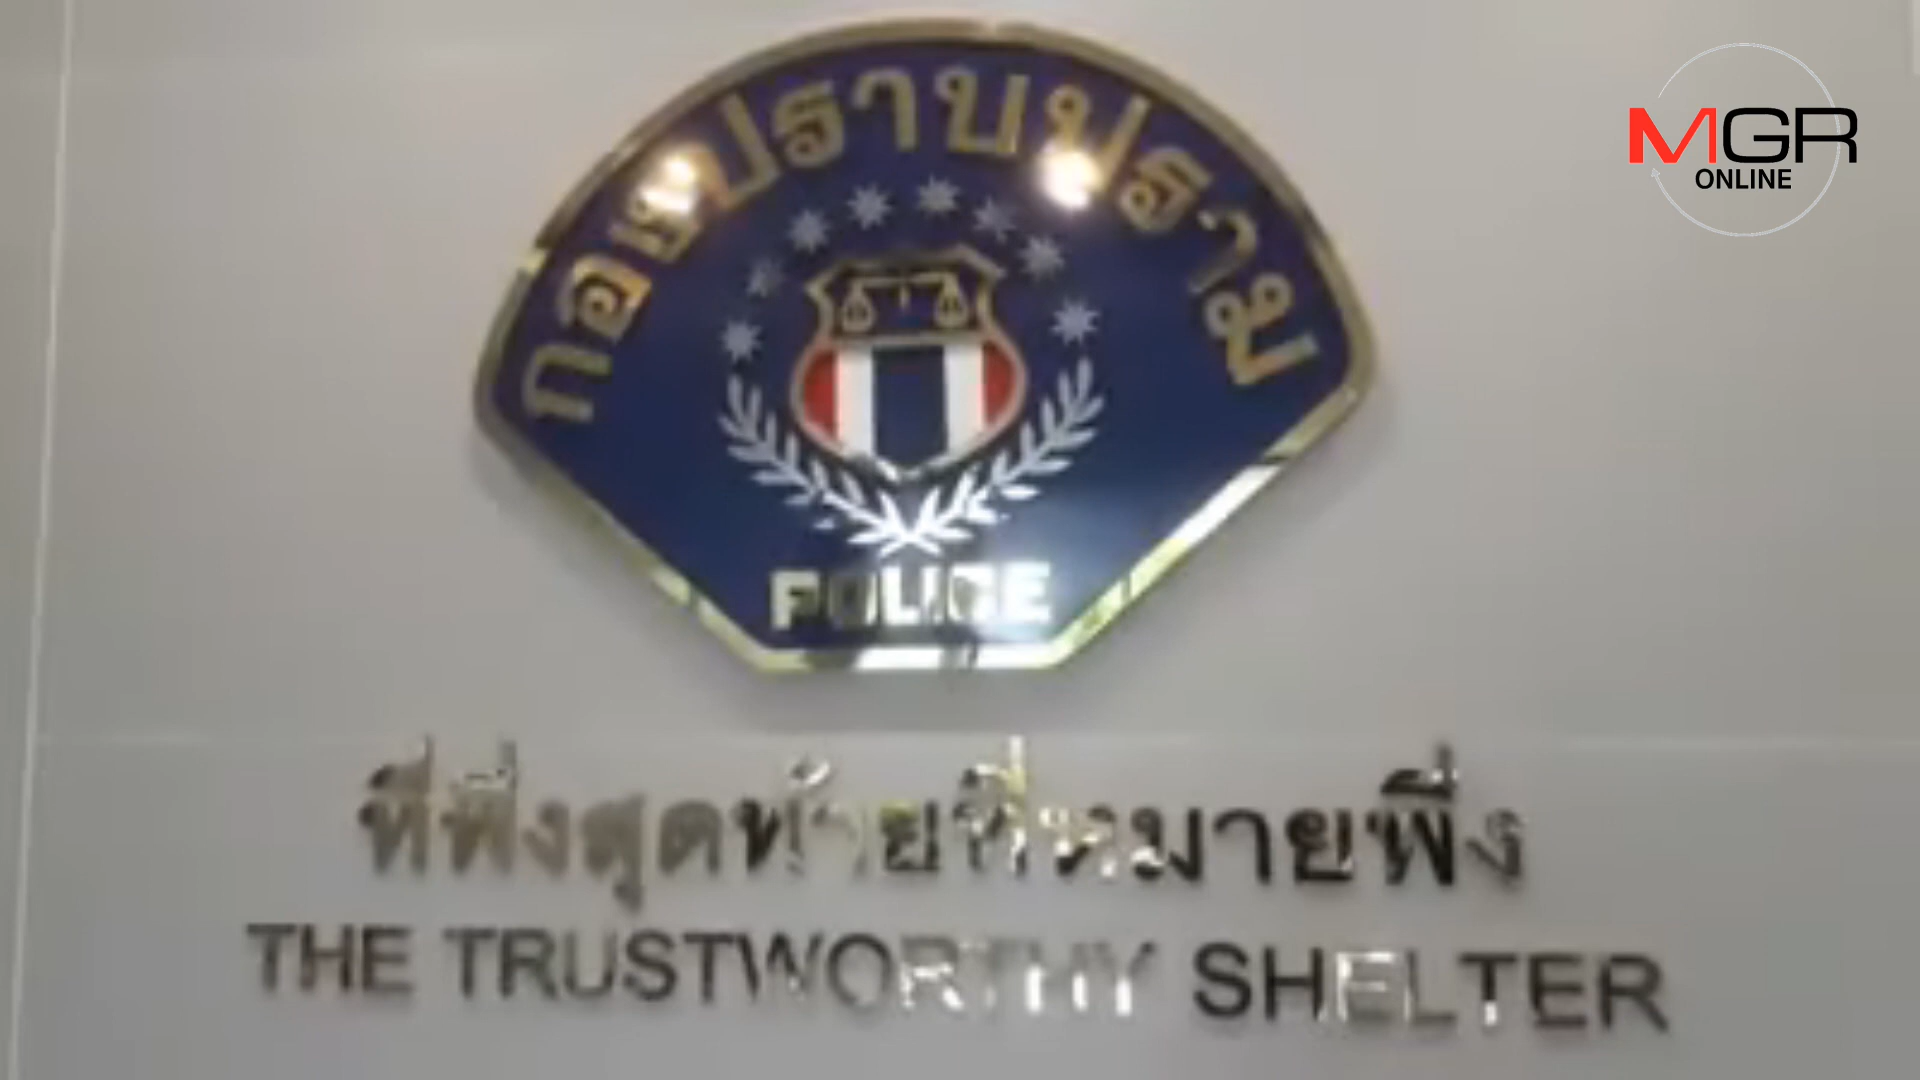 กองปราบปราม
POLICE
ที่พึ่งสุดท้ายที่หมายพึ่ง
THE TRUSTWORTHY SHELTER
MGR
ONLINE